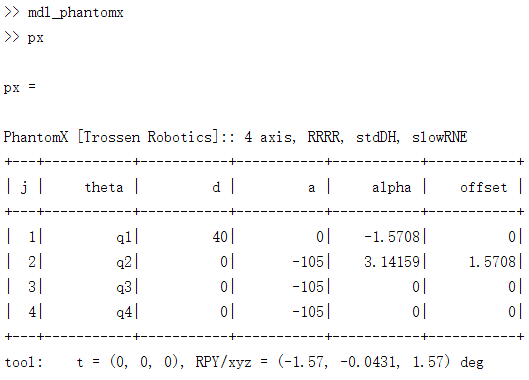 >> mdl_phantomx
>> px
px =
PhantomX [Trossen Robotics]:: 4 axis, RRRR, stdDH, slowRNE
+---+-----------+-----------+-----------+-----------+-----------+
| j |     theta |         d |         a |     alpha |    offset |
+---+-----------+-----------+-----------+-----------+-----------+
|  1|         q1|         40|          0|    -1.5708|          0|
|  2|         q2|          0|       -105|    3.14159|     1.5708|
|  3|         q3|          0|       -105|          0|          0|
|  4|         q4|          0|       -105|          0|          0|
+---+-----------+-----------+-----------+-----------+-----------+
tool:    t = (0, 0, 0), RPY/xyz = (-1.57, -0.0431, 1.57) deg